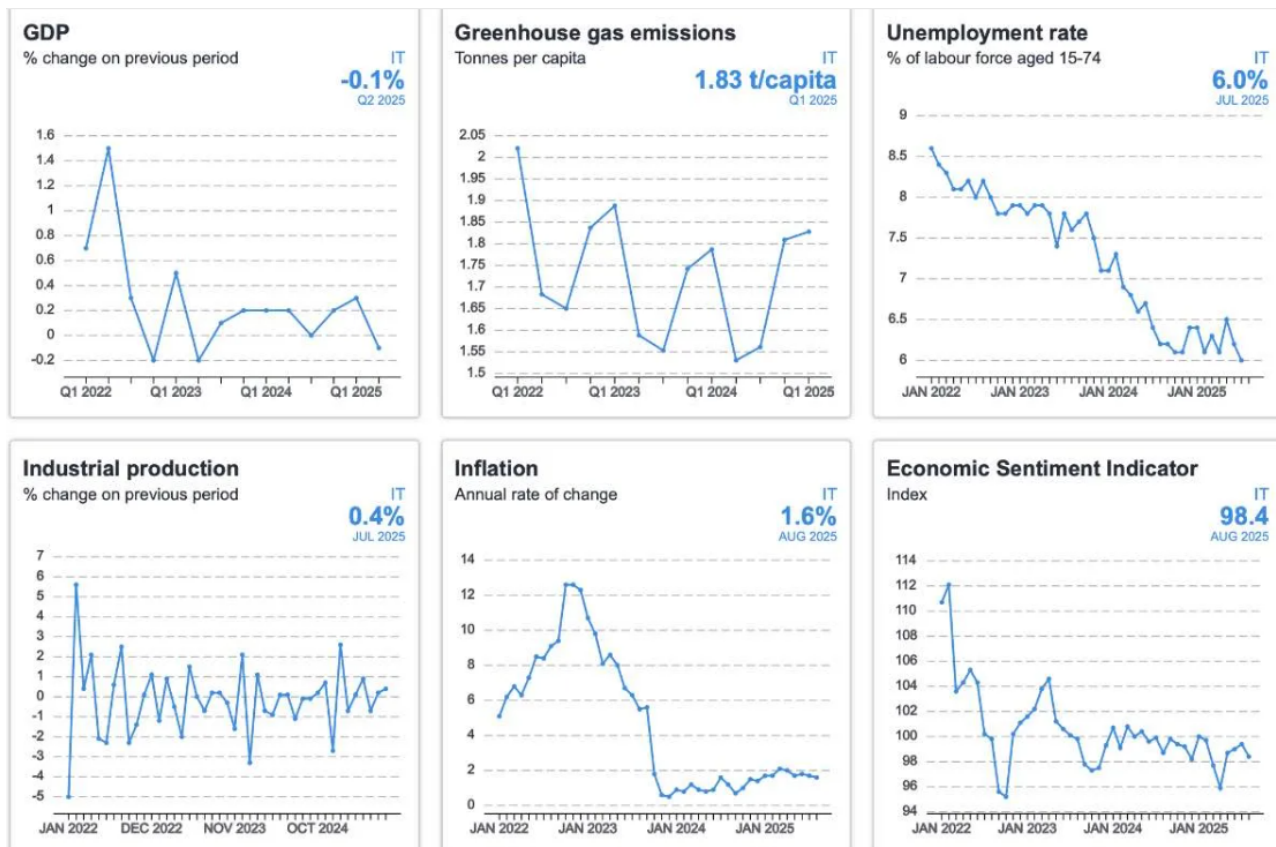 GDP
% change on previous period
IT
-0.1%
Q2 2025
1.6
1.4
1.2
1
0.8
0.6
0.4
0.2
0
-0.2
Q1 2022
Q1 2023
Q1 2024
Q1 2025
Greenhouse gas emissions
Tonnes per capita
IT
1.83 t/capita
Q1 2025
2.05
2
1.95
1.9
1.85
1.8
1.75
1.7
1.65
1.6
1.55
1.5
Q1 2022
Q1 2023
Q1 2024
Q1 2025
Unemployment rate
% of labour force aged 15-74
IT
6.0%
JUL 2025
9
8.5
8
7.5
7
6.5
6
JAN 2022
JAN 2023
JAN 2024
JAN 2025
Industrial production
% change on previous period
IT
0.4%
JUL 2025
7
6
5
4
3
2
1
0
-1
-2
-3
-4
-5
JAN 2022
DEC 2022
NOV 2023
OCT 2024
Inflation
Annual rate of change
IT
1.6%
AUG 2025
14
12
10
8
6
4
2
0
JAN 2022
JAN 2023
JAN 2024
JAN 2025
Economic Sentiment Indicator
Index
IT
98.4
AUG 2025
114
112
110
108
106
104
102
100
98
96
94
JAN 2022
JAN 2023
JAN 2024
JAN 2025